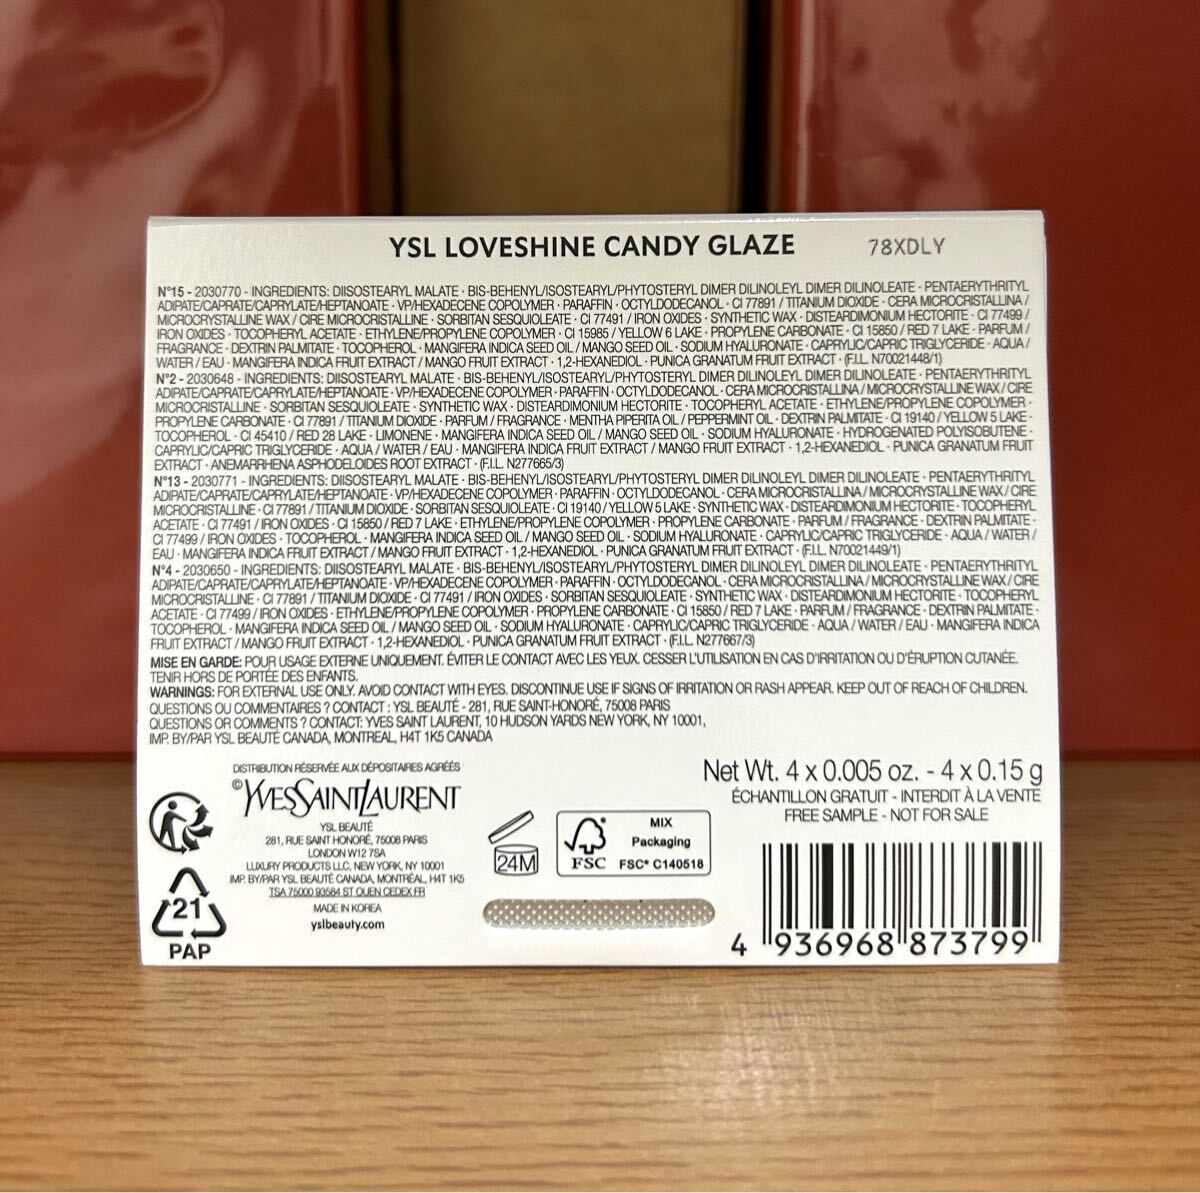 YSL LOVESHINE CANDY GLAZE 78XDLY
N°15 - 2030770 - INGREDIENTS: DIISOSTEARYL MALATE · BIS-BEHENYL/ISOSTEARYL/PHYTOSTERYL DIMER DILINOLEYL DIMER DILINOLEATE · PENTAERYTHRITYL
ADIPATE/CAPRATE/CAPRYLATE/HEPTANOATE · VP/HEXADECENE COPOLYMER · PARAFFIN · OCTYLDODECANOL · CI 77891 / TITANIUM DIOXIDE · CERA MICROCRISTALLINA /
MICROCRYSTALLINE WAX / CIRE MICROCRISTALLINE · SORBITAN SESQUIOLEATE · CI 77491 / IRON OXIDES · SYNTHETIC WAX · DISTEARDIMONIUM HECTORITE · CI 77499 /
IRON OXIDES · TOCOPHERYL ACETATE · ETHYLENE/PROPYLENE COPOLYMER · CI 15985 / YELLOW 6 LAKE · PROPYLENE CARBONATE · CI 15850 / RED 7 LAKE · PARFUM /
FRAGRANCE · DEXTRIN PALMITATE · TOCOPHEROL · MANGIFERA INDICA SEED OIL / MANGO SEED OIL · SODIUM HYALURONATE · CAPRYLIC/CAPRIC TRIGLYCERIDE · AQUA /
WATER / EAU · MANGIFERA INDICA FRUIT EXTRACT / MANGO FRUIT EXTRACT · 1,2-HEXANEDIOL · PUNICA GRANATUM FRUIT EXTRACT · (F.I.L. N70021448/1)
N°2 - 2030648 - INGREDIENTS: DIISOSTEARYL MALATE · BIS-BEHENYL/ISOSTEARYL/PHYTOSTERYL DIMER DILINOLEYL DIMER DILINOLEATE · PENTAERYTHRITYL
ADIPATE/CAPRATE/CAPRYLATE/HEPTANOATE · VP/HEXADECENE COPOLYMER · PARAFFIN · OCTYLDODECANOL · CERA MICROCRISTALLINA / MICROCRYSTALLINE WAX / CIRE
MICROCRISTALLINE · SORBITAN SESQUIOLEATE · SYNTHETIC WAX · DISTEARDIMONIUM HECTORITE · TOCOPHERYL ACETATE · ETHYLENE/PROPYLENE COPOLYMER ·
PROPYLENE CARBONATE · CI 77891 / TITANIUM DIOXIDE · PARFUM / FRAGRANCE · MENTHA PIPERITA OIL / PEPPERMINT OIL · DEXTRIN PALMITATE · CI 19140 / YELLOW 5 LAKE ·
TOCOPHEROL · CI 45410 / RED 28 LAKE · LIMONENE · MANGIFERA INDICA SEED OIL / MANGO SEED OIL · SODIUM HYALURONATE · HYDROGENATED POLYISOBUTENE ·
CAPRYLIC/CAPRIC TRIGLYCERIDE · AQUA / WATER / EAU · MANGIFERA INDICA FRUIT EXTRACT / MANGO FRUIT EXTRACT · 1,2-HEXANEDIOL · PUNICA GRANATUM FRUIT
EXTRACT · ANEMARRHENA ASPHODELOIDES ROOT EXTRACT · (F.I.L. N277665/3)
N°13 - 2030771 - INGREDIENTS: DIISOSTEARYL MALATE · BIS-BEHENYL/ISOSTEARYL/PHYTOSTERYL DIMER DILINOLEYL DIMER DILINOLEATE · PENTAERYTHRITYL
ADIPATE/CAPRATE/CAPRYLATE/HEPTANOATE · VP/HEXADECENE COPOLYMER · PARAFFIN · OCTYLDODECANOL · CERA MICROCRISTALLINA / MICROCRYSTALLINE WAX / CIRE
MICROCRISTALLINE · CI 77891 / TITANIUM DIOXIDE · SORBITAN SESQUIOLEATE · CI 19140 / YELLOW 5 LAKE · SYNTHETIC WAX · DISTEARDIMONIUM HECTORITE · TOCOPHERYL
ACETATE · CI 77491 / IRON OXIDES · CI 15850 / RED 7 LAKE · ETHYLENE/PROPYLENE COPOLYMER · PROPYLENE CARBONATE · PARFUM / FRAGRANCE · DEXTRIN PALMITATE ·
CI 77499 / IRON OXIDES · TOCOPHEROL · MANGIFERA INDICA SEED OIL / MANGO SEED OIL · SODIUM HYALURONATE · CAPRYLIC/CAPRIC TRIGLYCERIDE · AQUA / WATER /
EAU · MANGIFERA INDICA FRUIT EXTRACT / MANGO FRUIT EXTRACT · 1,2-HEXANEDIOL · PUNICA GRANATUM FRUIT EXTRACT · (F.I.L. N70021449/1)
N°4 - 2030650 - INGREDIENTS: DIISOSTEARYL MALATE · BIS-BEHENYL/ISOSTEARYL/PHYTOSTERYL DIMER DILINOLEYL DIMER DILINOLEATE · PENTAERYTHRITYL
ADIPATE/CAPRATE/CAPRYLATE/HEPTANOATE · VP/HEXADECENE COPOLYMER · PARAFFIN · OCTYLDODECANOL · CERA MICROCRISTALLINA / MICROCRYSTALLINE WAX / CIRE
MICROCRISTALLINE · CI 77891 / TITANIUM DIOXIDE · CI 77491 / IRON OXIDES · SORBITAN SESQUIOLEATE · SYNTHETIC WAX · DISTEARDIMONIUM HECTORITE · TOCOPHERYL
ACETATE · CI 77499 / IRON OXIDES · ETHYLENE/PROPYLENE COPOLYMER · PROPYLENE CARBONATE · CI 15850 / RED 7 LAKE · PARFUM / FRAGRANCE · DEXTRIN PALMITATE ·
TOCOPHEROL · MANGIFERA INDICA SEED OIL / MANGO SEED OIL · SODIUM HYALURONATE · CAPRYLIC/CAPRIC TRIGLYCERIDE · AQUA / WATER / EAU · MANGIFERA INDICA
FRUIT EXTRACT / MANGO FRUIT EXTRACT · 1,2-HEXANEDIOL · PUNICA GRANATUM FRUIT EXTRACT · (F.I.L. N277667/3)
MISE EN GARDE: POUR USAGE EXTERNE UNIQUEMENT. ÉVITER LE CONTACT AVEC LES YEUX. CESSER L'UTILISATION EN CAS D'IRRITATION OU D'ÉRUPTION CUTANÉE.
TENIR HORS DE PORTÉE DES ENFANTS.
WARNINGS: FOR EXTERNAL USE ONLY. AVOID CONTACT WITH EYES. DISCONTINUE USE IF SIGNS OF IRRITATION OR RASH APPEAR. KEEP OUT OF REACH OF CHILDREN.
QUESTIONS OU COMMENTAIRES ? CONTACT : YSL BEAUTÉ - 281, RUE SAINT-HONORÉ, 75008 PARIS
QUESTIONS OR COMMENTS ? CONTACT: YVES SAINT LAURENT, 10 HUDSON YARDS NEW YORK, NY 10001,
IMP. BY/PAR YSL BEAUTÉ CANADA, MONTREAL, H4T 1K5 CANADA
DISTRIBUTION RÉSERVÉE AUX DÉPOSITAIRES AGRÉÉS
©YVESSAINTLAURENT
YSL BEAUTÉ
281, RUE SAINT HONORÉ, 75008 PARIS
LONDON W12 7SA
LUXURY PRODUCTS LLC, NEW YORK, NY 10001
IMP. BY/PAR YSL BEAUTÉ CANADA, MONTRÉAL, H4T 1K5
TSA 75000 93584 ST OUEN CEDEX FR
MADE IN KOREA
yslbeauty.com
21
PAP
24M
FSC
MIX
Packaging
FSC® C140518
Net Wt. 4 x 0.005 oz. - 4 x 0.15 g
ÉCHANTILLON GRATUIT - INTERDIT À LA VENTE
FREE SAMPLE - NOT FOR SALE
4 936968 873799